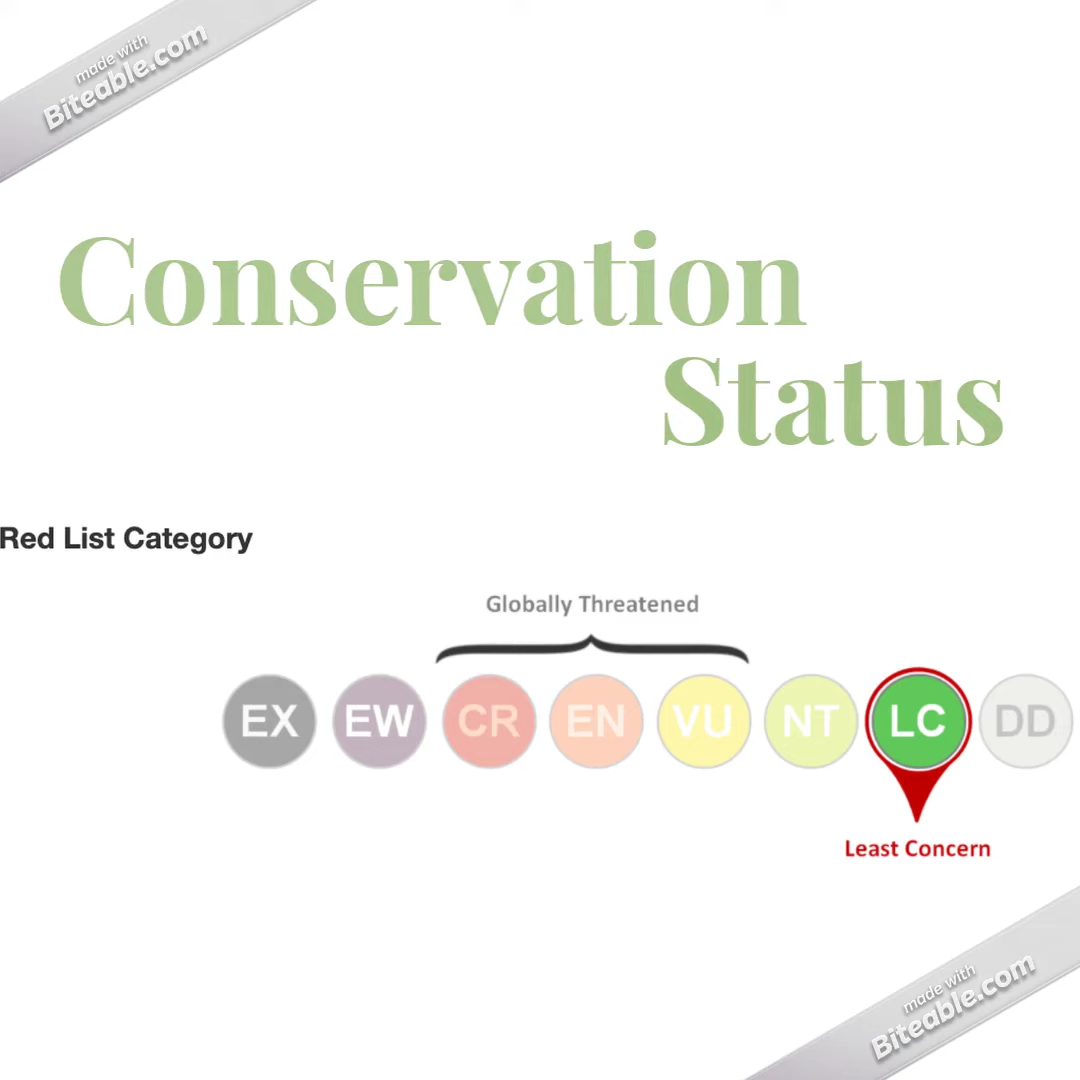 made with
Biteable.com
Conservation
Status
Red List Category
Globally Threatened
EX EW CR EN VU NT LC DD
Least Concern
made with
Biteable.com